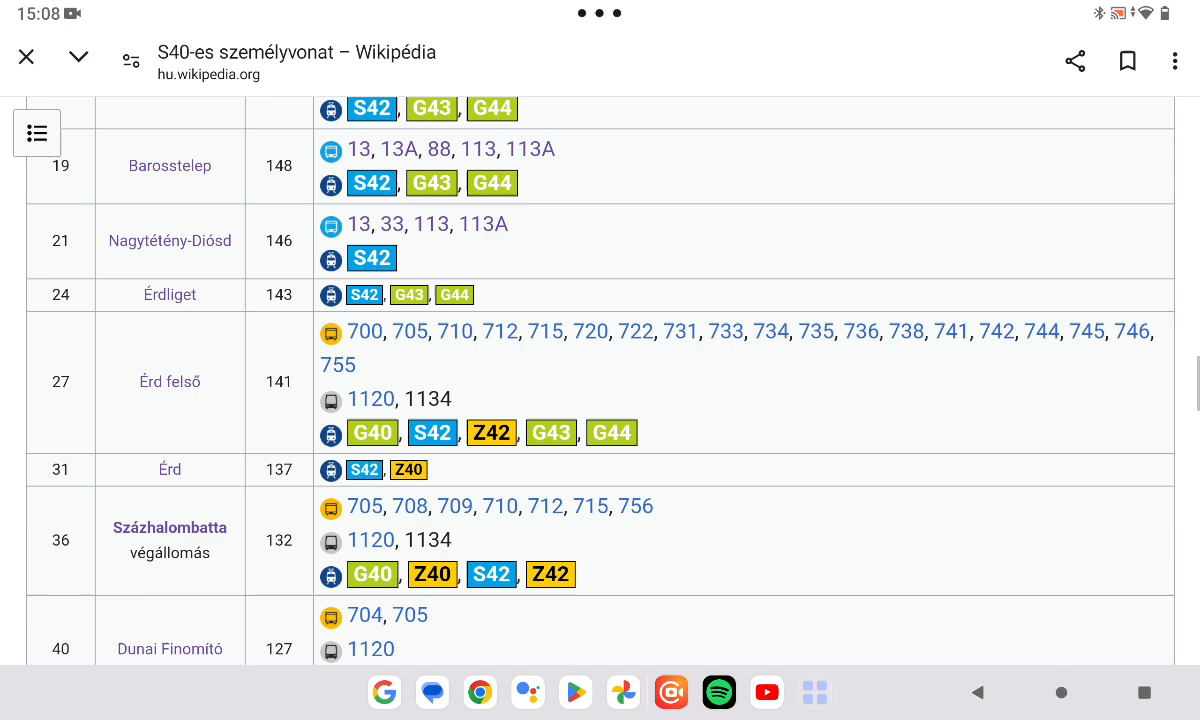 15:08
S40-es személyvonat – Wikipédia
hu.wikipedia.org
S42, G43, G44
19 Barosstelep 148 13, 13A, 88, 113, 113A
S42, G43, G44
21 Nagytétény-Diósd 146 13, 33, 113, 113A
S42
24 Érdliget 143 S42, G43, G44
27 Érd felső 141 700, 705, 710, 712, 715, 720, 722, 731, 733, 734, 735, 736, 738, 741, 742, 744, 745, 746,
755
1120, 1134
G40, S42, Z42, G43, G44
31 Érd 137 S42, Z40
36 Százhalombatta végállomás 132 705, 708, 709, 710, 712, 715, 756
1120, 1134
G40, Z40, S42, Z42
40 Dunai Finomító 127 704, 705
1120